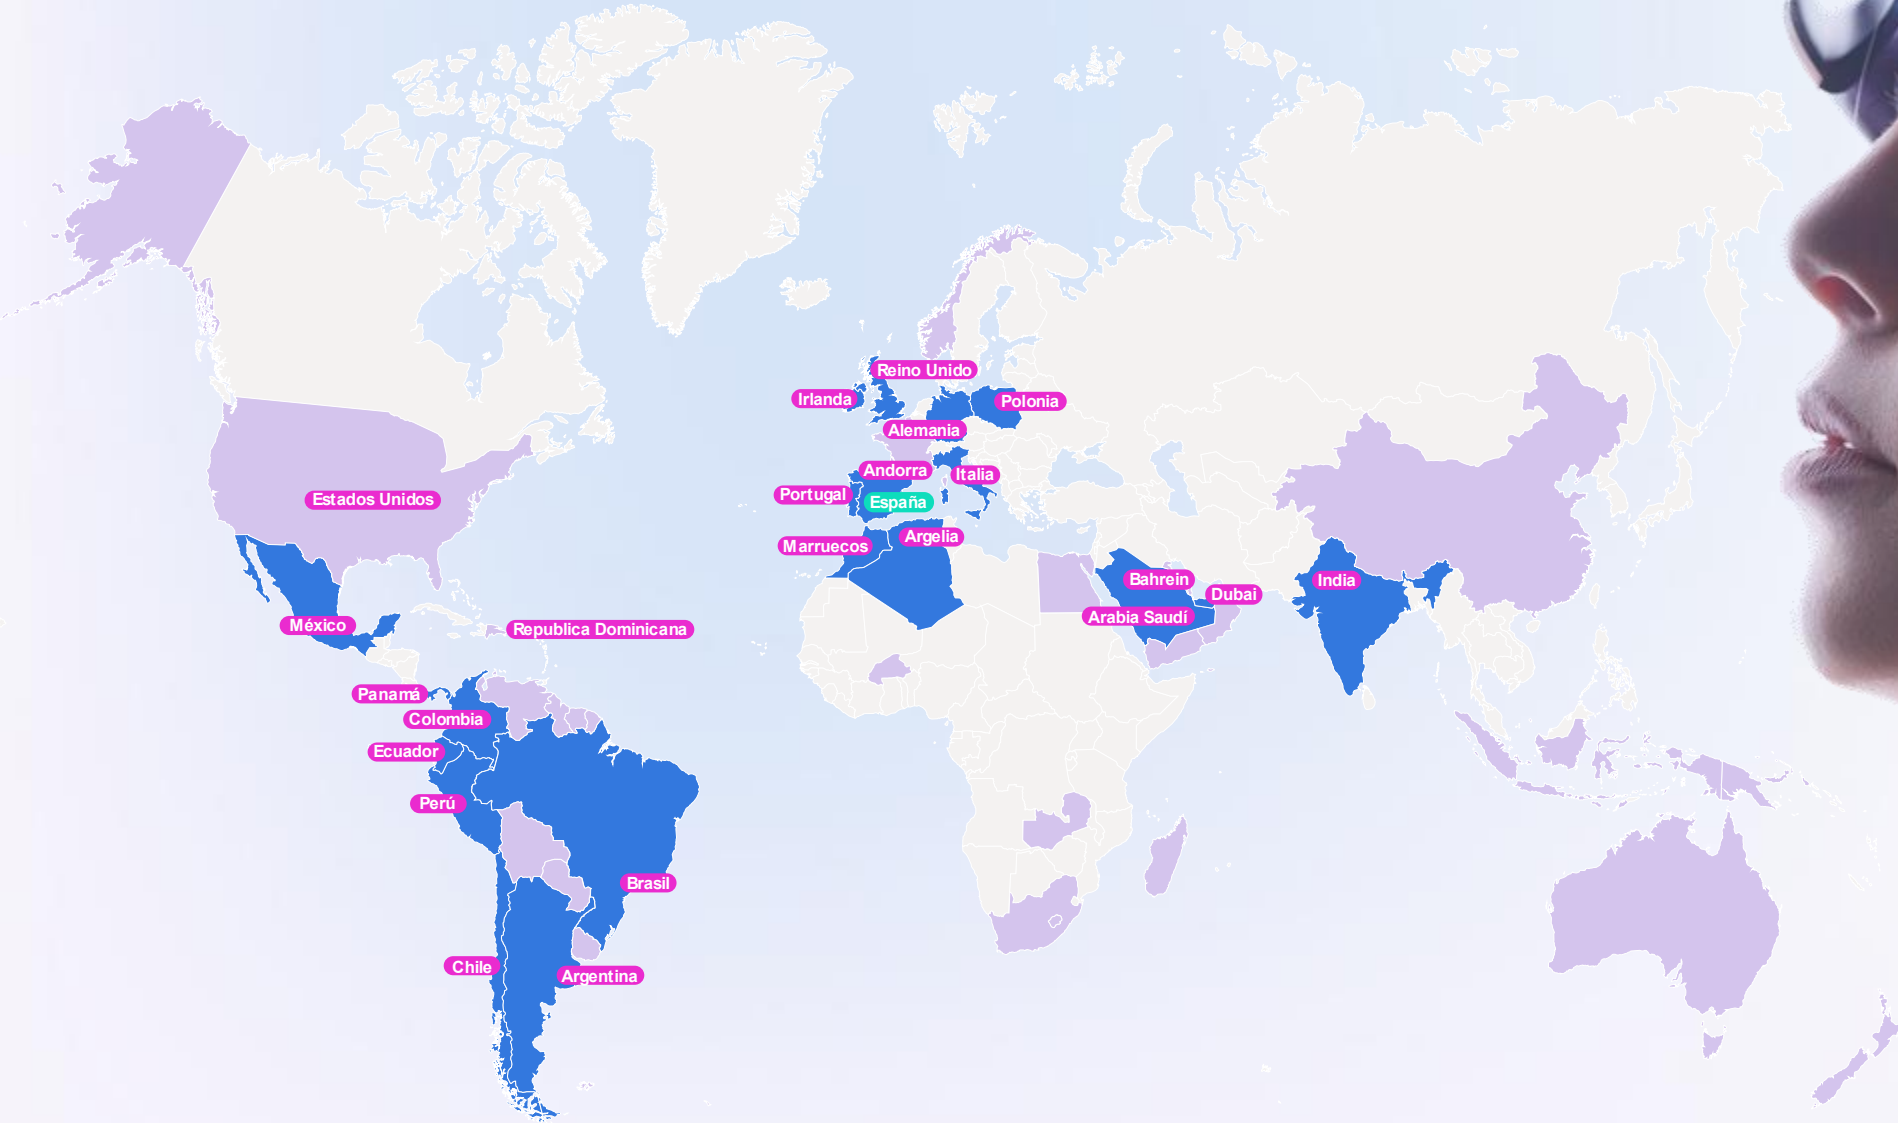 Reino Unido
Irlanda
Polonia
Alemania
Andorra
Italia
Portugal
España
Estados Unidos
Argelia
Marruecos
Bahrein
India
Dubai
Arabia Saudí
México
Republica Dominicana
Panamá
Colombia
Ecuador
Perú
Brasil
Chile
Argentina